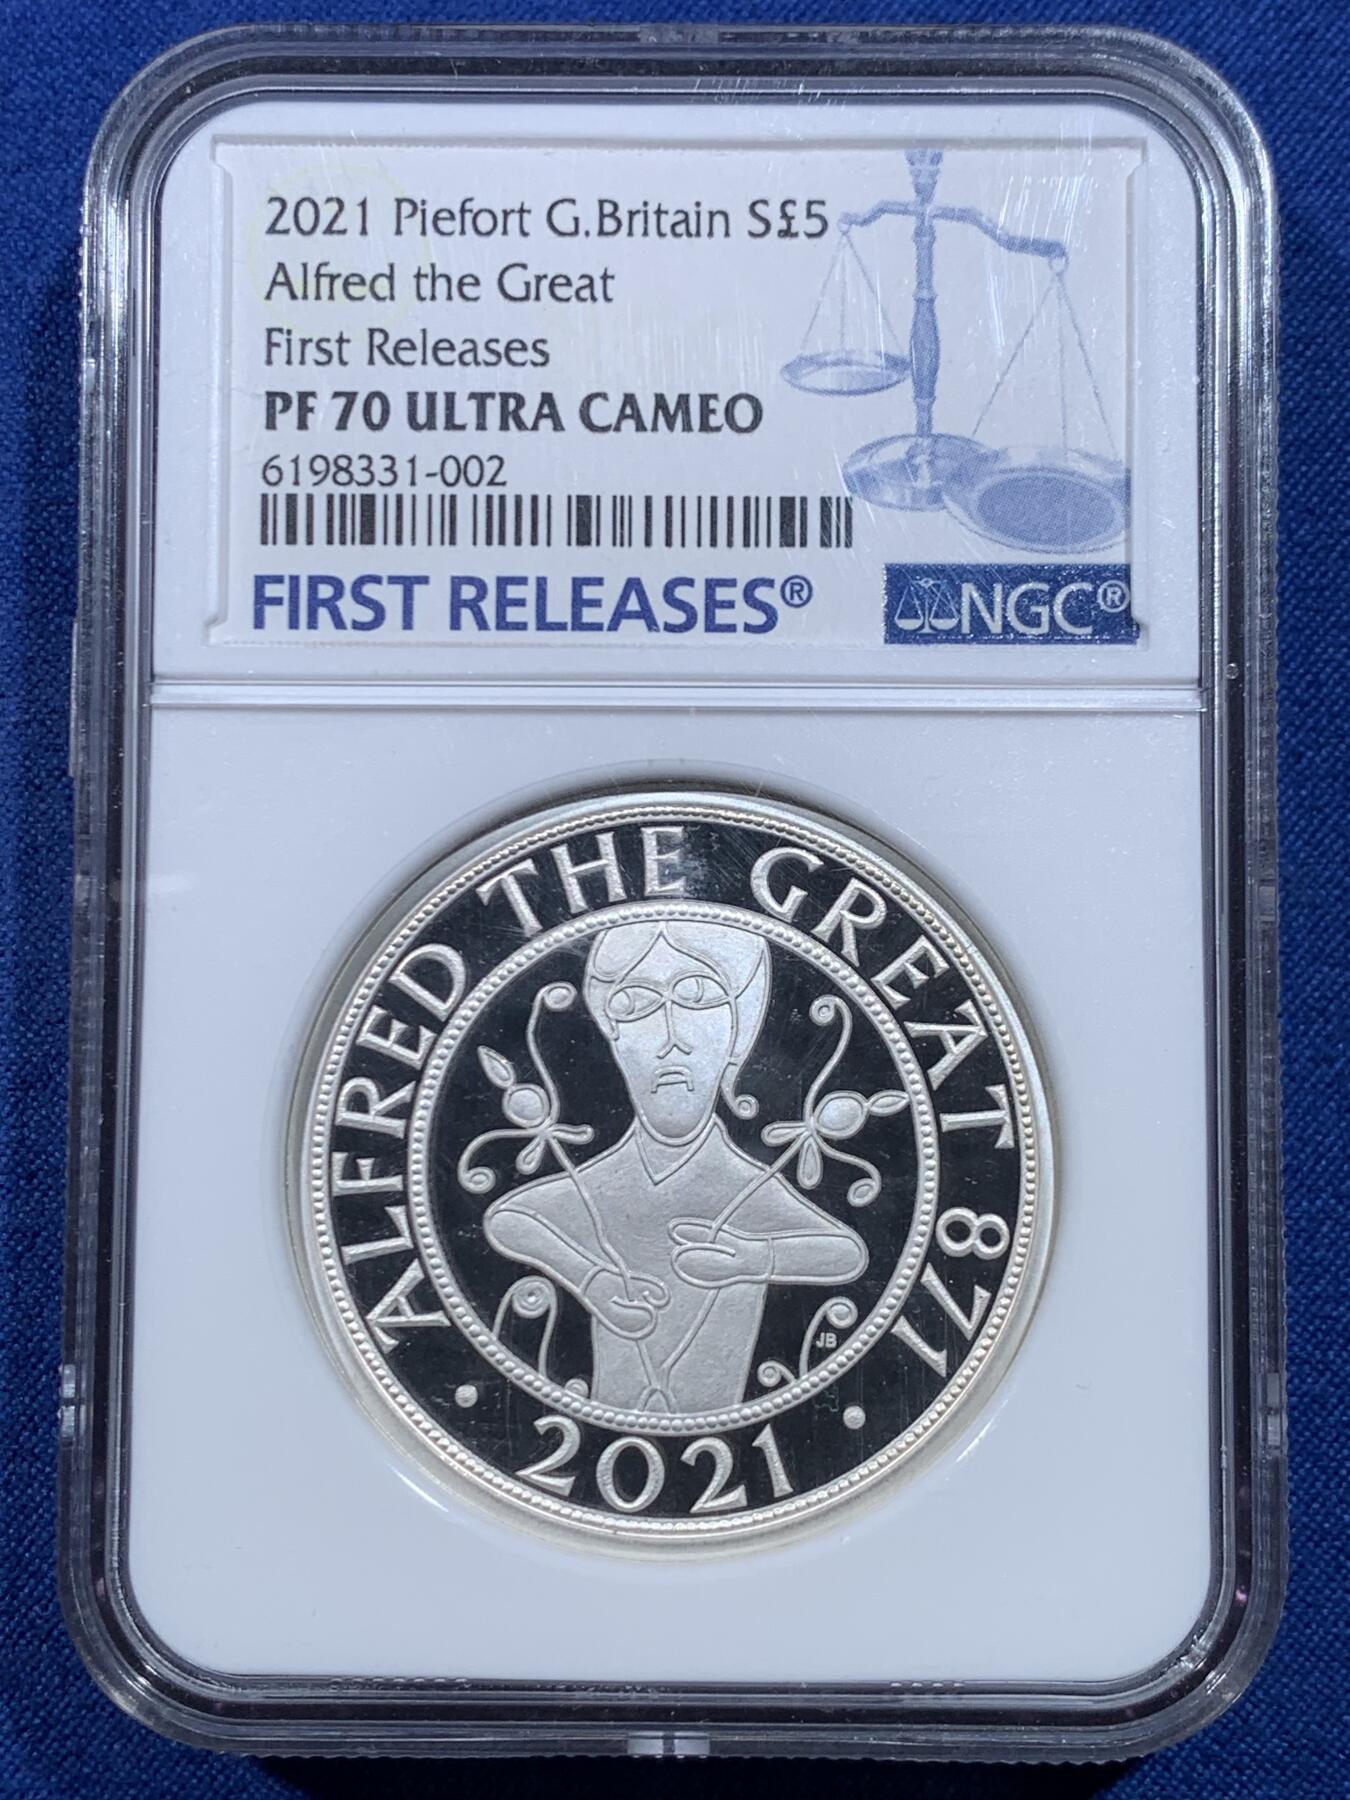 2021 Piefort G.Britain S£5
Alfred the Great
First Releases
PF 70 ULTRA CAMEO
6198331-002
FIRST RELEASES®
NGC®
ALFRED THE GREAT 871
· 2021 ·
JB